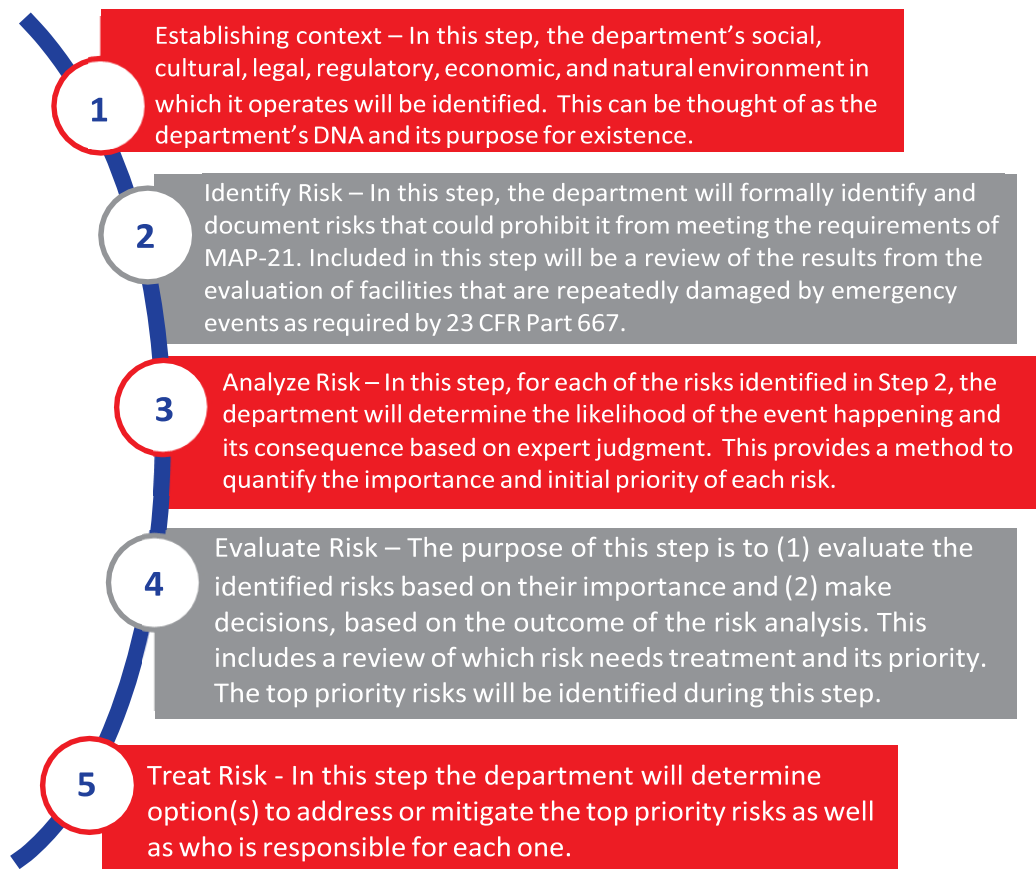 1
Establishing context – In this step, the department’s social,
cultural, legal, regulatory, economic, and natural environment in
which it operates will be identified.  This can be thought of as the
department’s DNA and its purpose for existence.
2
Identify Risk – In this step, the department will formally identify and
document risks that could prohibit it from meeting the requirements of
MAP-21. Included in this step will be a review of the results from the
evaluation of facilities that are repeatedly damaged by emergency
events as required by 23 CFR Part 667.
3
Analyze Risk – In this step, for each of the risks identified in Step 2, the
department will determine the likelihood of the event happening and
its consequence based on expert judgment.  This provides a method to
quantify the importance and initial priority of each risk.
4
Evaluate Risk – The purpose of this step is to (1) evaluate the
identified risks based on their importance and (2) make
decisions, based on the outcome of the risk analysis. This
includes a review of which risk needs treatment and its priority.
The top priority risks will be identified during this step.
5
Treat Risk - In this step the department will determine
option(s) to address or mitigate the top priority risks as well
as who is responsible for each one.